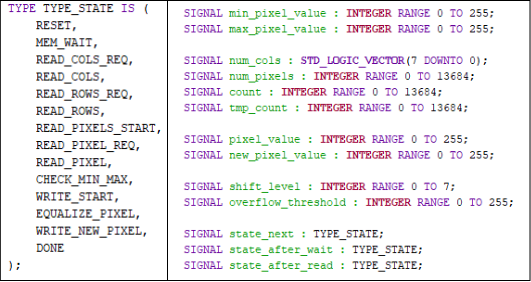 TYPE TYPE_STATE IS (
RESET,
MEM_WAIT,
READ_COLS_REQ,
READ_COLS,
READ_ROWS_REQ,
READ_ROWS,
READ_PIXELS_START,
READ_PIXEL_REQ,
READ_PIXEL,
CHECK_MIN_MAX,
WRITE_START,
EQUALIZE_PIXEL,
WRITE_NEW_PIXEL,
DONE
);
SIGNAL min_pixel_value : INTEGER RANGE 0 TO 255;
SIGNAL max_pixel_value : INTEGER RANGE 0 TO 255;
SIGNAL num_cols : STD_LOGIC_VECTOR(7 DOWNTO 0);
SIGNAL num_pixels : INTEGER RANGE 0 TO 13684;
SIGNAL count : INTEGER RANGE 0 TO 13684;
SIGNAL tmp_count : INTEGER RANGE 0 TO 13684;
SIGNAL pixel_value : INTEGER RANGE 0 TO 255;
SIGNAL new_pixel_value : INTEGER RANGE 0 TO 255;
SIGNAL shift_level : INTEGER RANGE 0 TO 7;
SIGNAL overflow_threshold : INTEGER RANGE 0 TO 255;
SIGNAL state_next : TYPE_STATE;
SIGNAL state_after_wait : TYPE_STATE;
SIGNAL state_after_read : TYPE_STATE;